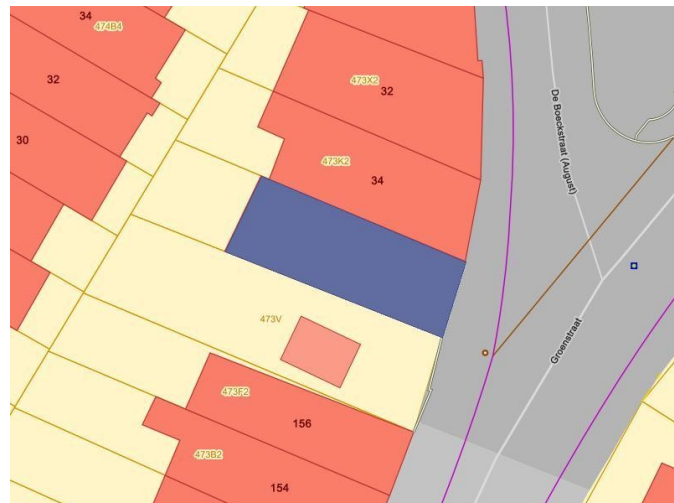 34
474B4
32
30
473X2
32
473K2
34
De Boeckstraat (August)
473V
Groenstraat
473F2
156
473B2
154